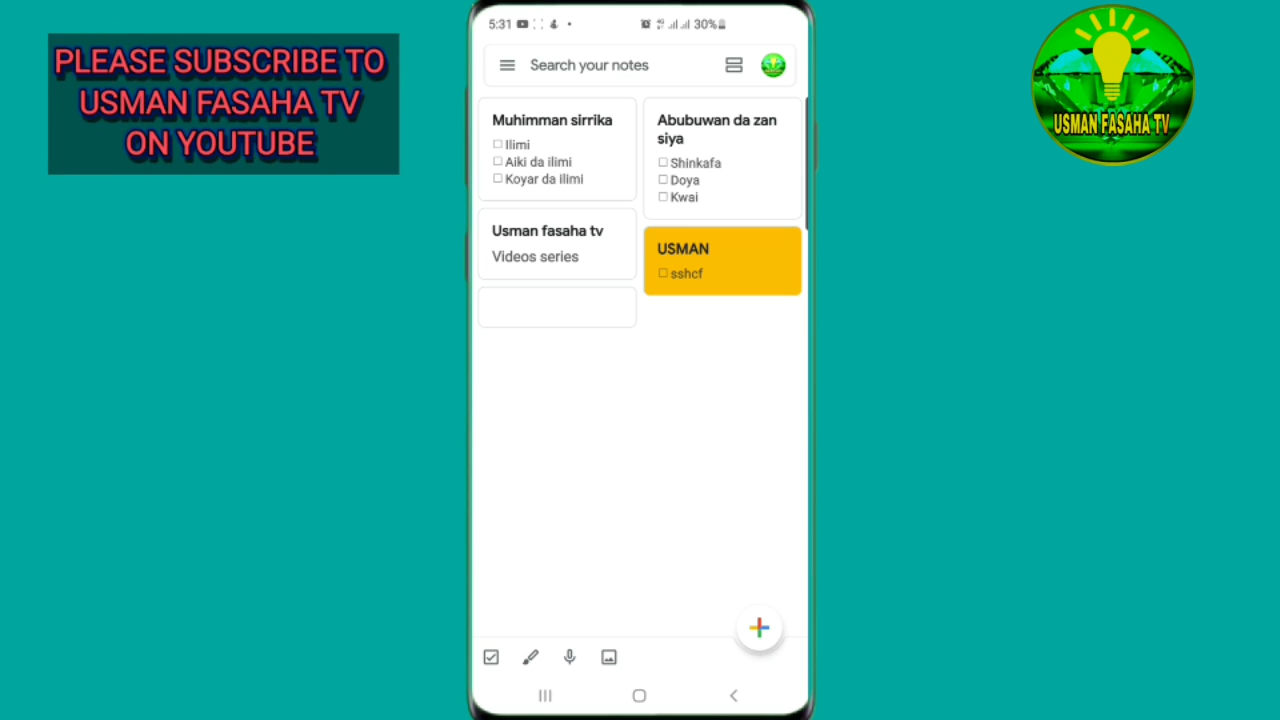 PLEASE SUBSCRIBE TO
USMAN FASAHA TV
ON YOUTUBE
5:31
30%
Search your notes
Muhimman sirrika
Ilimi
Aiki da ilimi
Koyar da ilimi
Usman fasaha tv
Videos series
Abubuwan da zan
siya
Shinkafa
Doya
Kwai
USMAN
sshcf
USMAN FASAHA TV